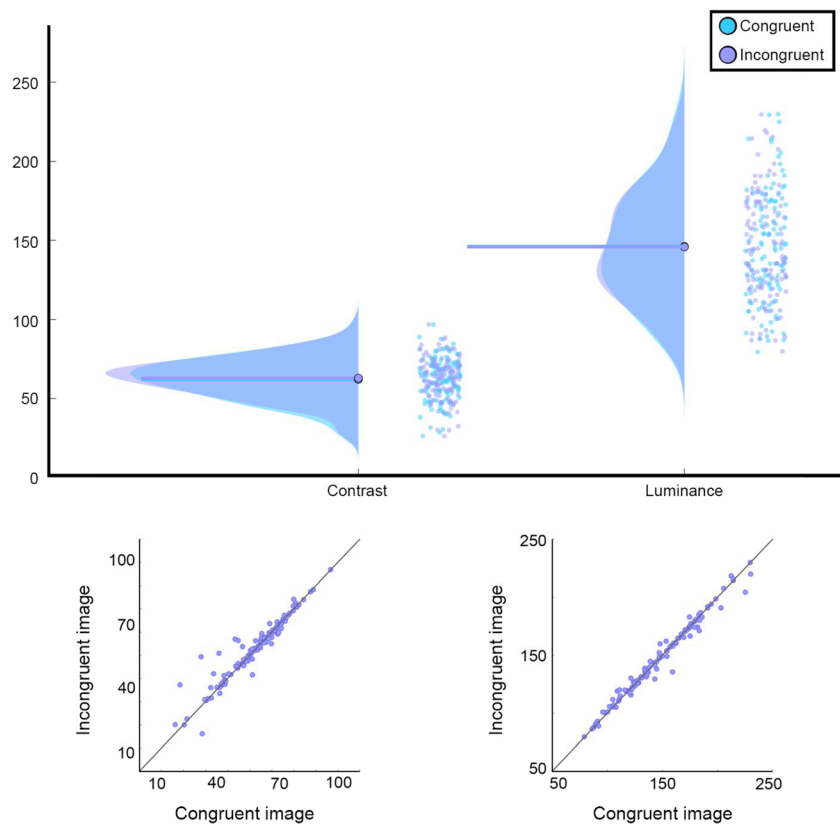 Congruent
Incongruent
250
200
150
100
50
0
Contrast Luminance
Incongruent image
100
70
40
10
10 40 70 100
Congruent image
Incongruent image
250
150
50
50 150 250
Congruent image